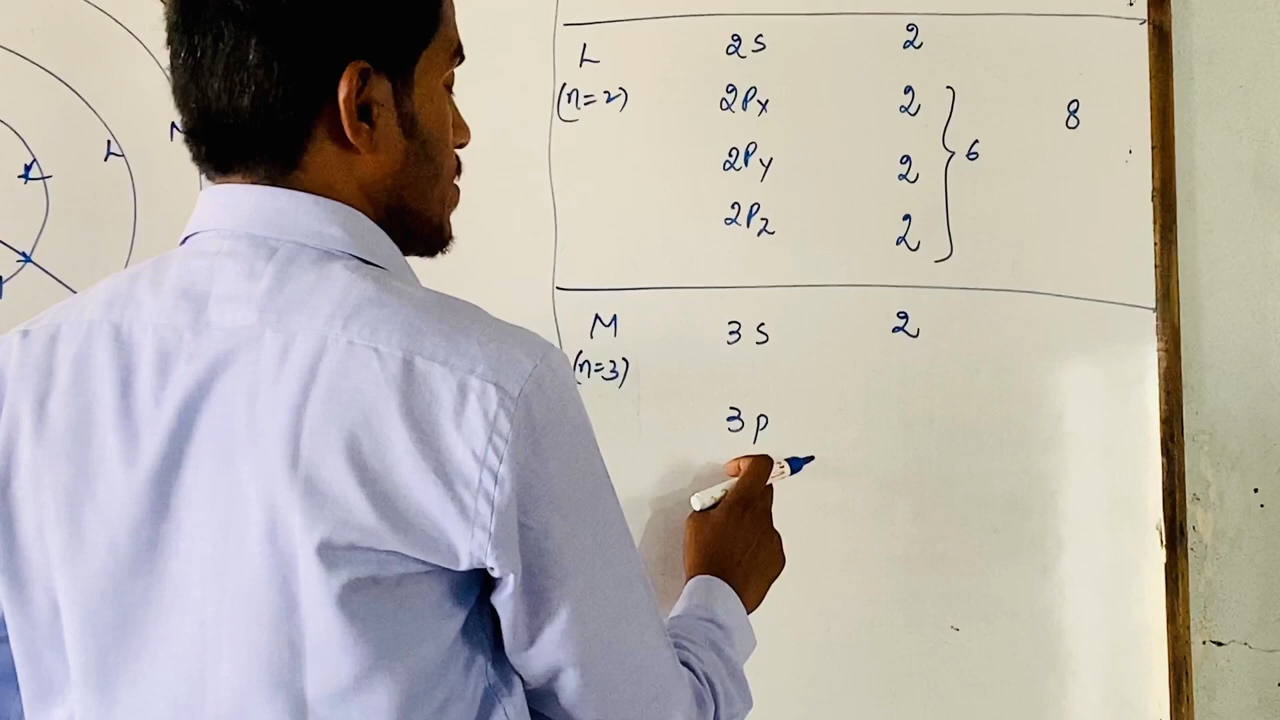 L 2s 2
(n=2) 2Px 2 8
2Py 2 6
2Pz 2
M 3s 2
(n=3)
3p
L